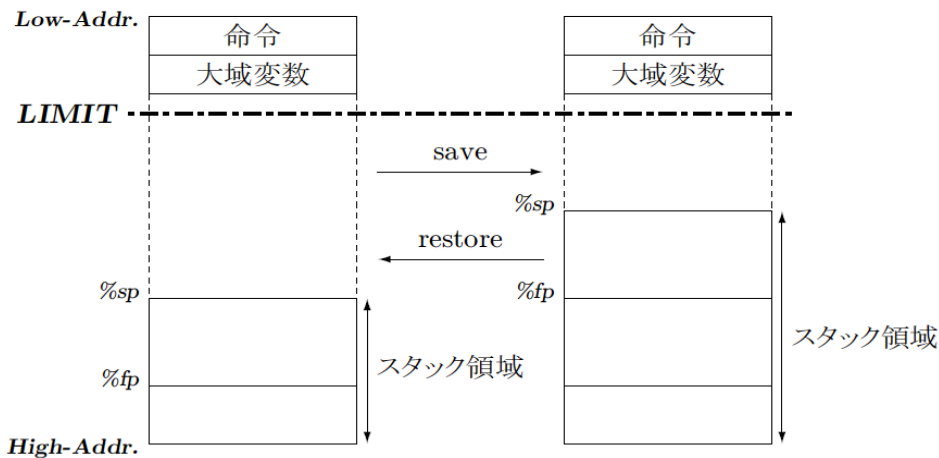 Low-Addr.
命令
命令
大域変数
大域変数
LIMIT
save
%sp
restore
%sp
%fp
スタック領域
%fp
スタック領域
High-Addr.